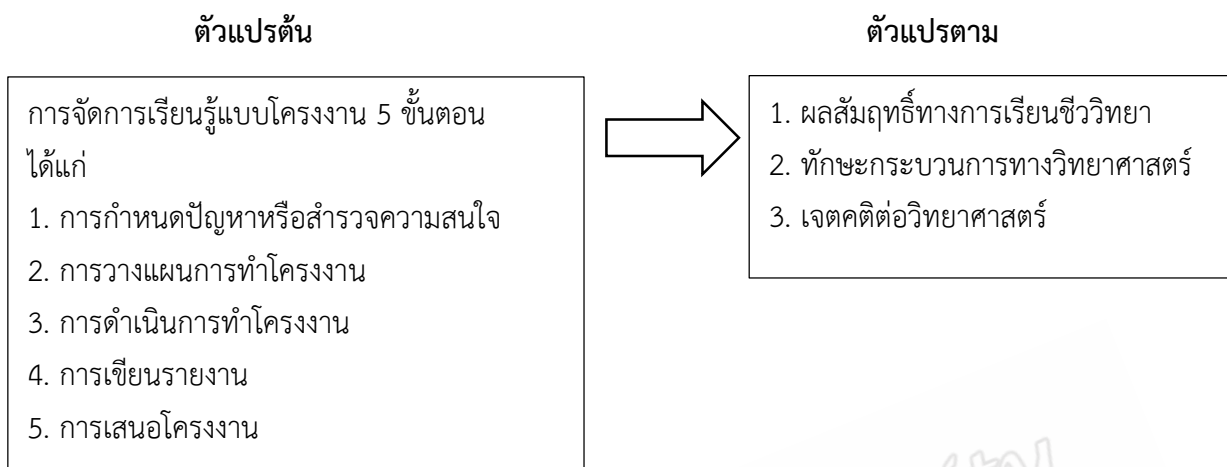 ตัวแปรต้น
การจัดการเรียนรู้แบบโครงงาน 5 ขั้นตอน
ได้แก่
1. การกำหนดปัญหาหรือสำรวจความสนใจ
2. การวางแผนการทำโครงงาน
3. การดำเนินการทำโครงงาน
4. การเขียนรายงาน
5. การเสนอโครงงาน
ตัวแปรตาม
1. ผลสัมฤทธิ์ทางการเรียนชีววิทยา
2. ทักษะกระบวนการทางวิทยาศาสตร์
3. เจตคติต่อวิทยาศาสตร์